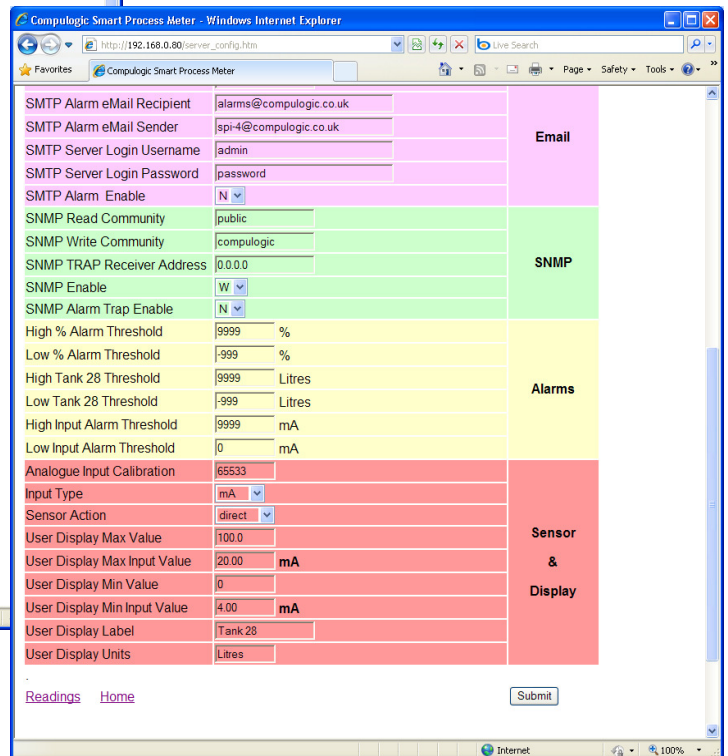 Compulogic Smart Process Meter - Windows Internet Explorer
http://192.168.0.80/server_config.htm
Live Search
Favorites Compulogic Smart Process Meter Page Safety Tools »
SMTP Alarm eMail Recipient alarms@compulogic.co.uk
SMTP Alarm eMail Sender spi-4@compulogic.co.uk
Email
SMTP Server Login Username admin
SMTP Server Login Password password
SMTP Alarm Enable N
SNMP Read Community public
SNMP Write Community compulogic
SNMP TRAP Receiver Address 0.0.0.0
SNMP
SNMP Enable W
SNMP Alarm Trap Enable N
High % Alarm Threshold 9999 %
Low % Alarm Threshold -999 %
High Tank 28 Threshold 9999 Litres
Alarms
Low Tank 28 Threshold -999 Litres
High Input Alarm Threshold 9999 mA
Low Input Alarm Threshold 0 mA
Analogue Input Calibration 65533
Input Type mA
Sensor Action direct
User Display Max Value 100.0
Sensor
User Display Max Input Value 20.00 mA
&
User Display Min Value 0
Display
User Display Min Input Value 4.00 mA
User Display Label Tank 28
User Display Units Litres
.
Readings Home Submit
Internet 100%